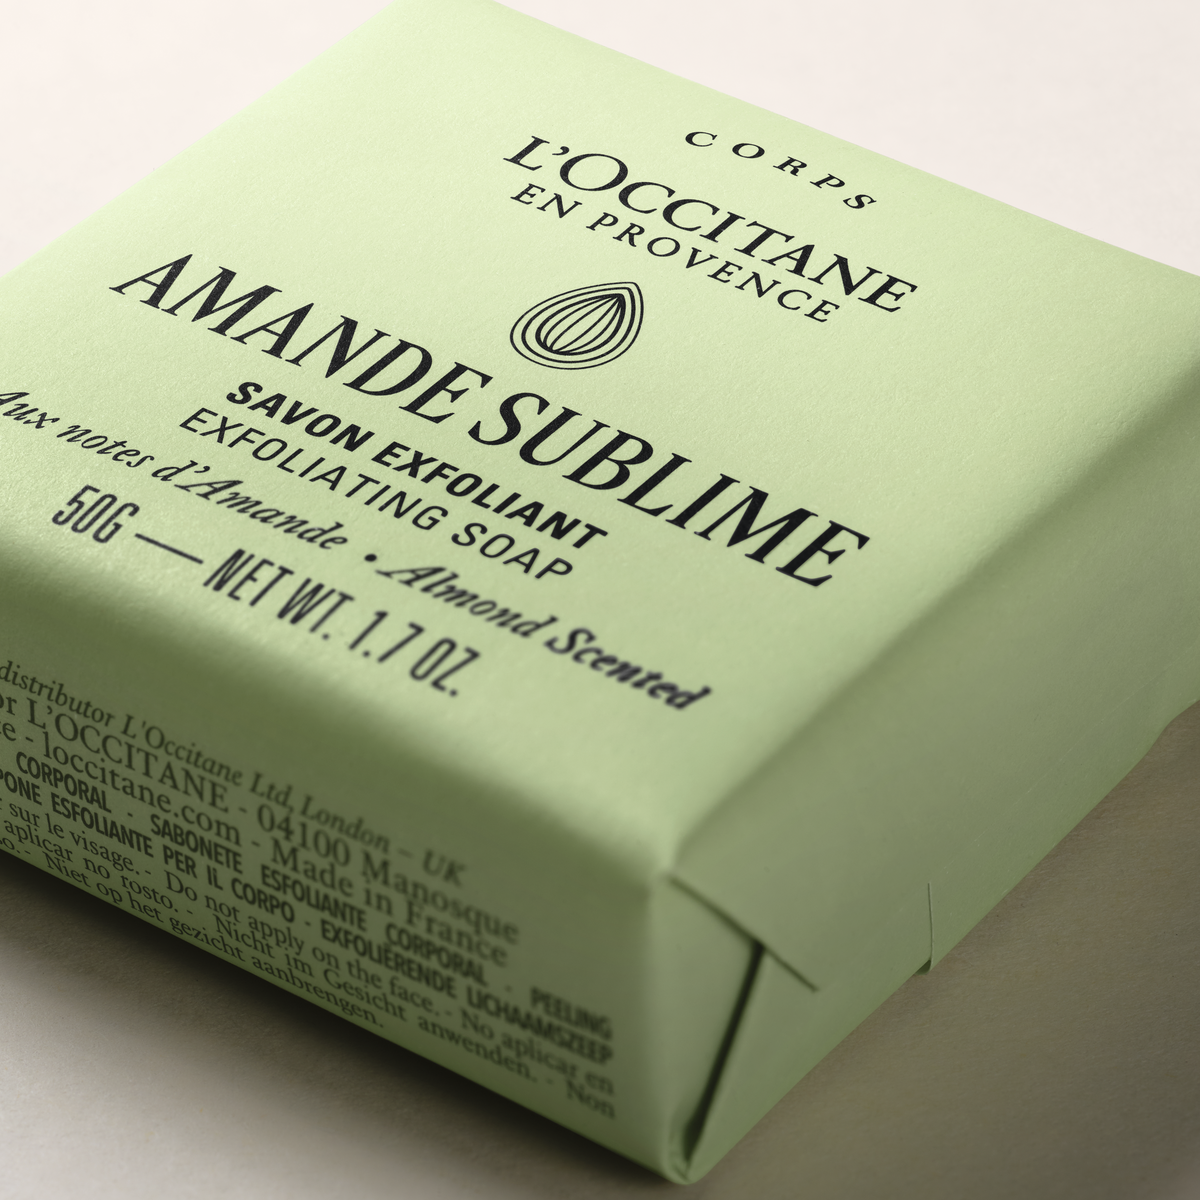 CORPS
L'OCCITANE
EN PROVENCE
AMANDE SUBLIME
SAVON EXFOLIANT
EXFOLIATING SOAP
Aux notes d'Amande • Almond Scented
50G — NET WT. 1.7 OZ.
distributor L'Occitane Ltd, London – UK
L'OCCITANE - 04100 Manosque
- loccitane.com - Made in France
CORPORAL - SABONETE ESFOLIANTE CORPORAL - PEELING
ESFOLIANTE PER IL CORPO - EXFOLIËRENDE LICHAAMSZEEP
sur le visage. - Do not apply on the face. - No aplicar en
aplicar no rosto. - Nicht im Gesicht anwenden. - Non
- Niet op het gezicht aanbrengen.